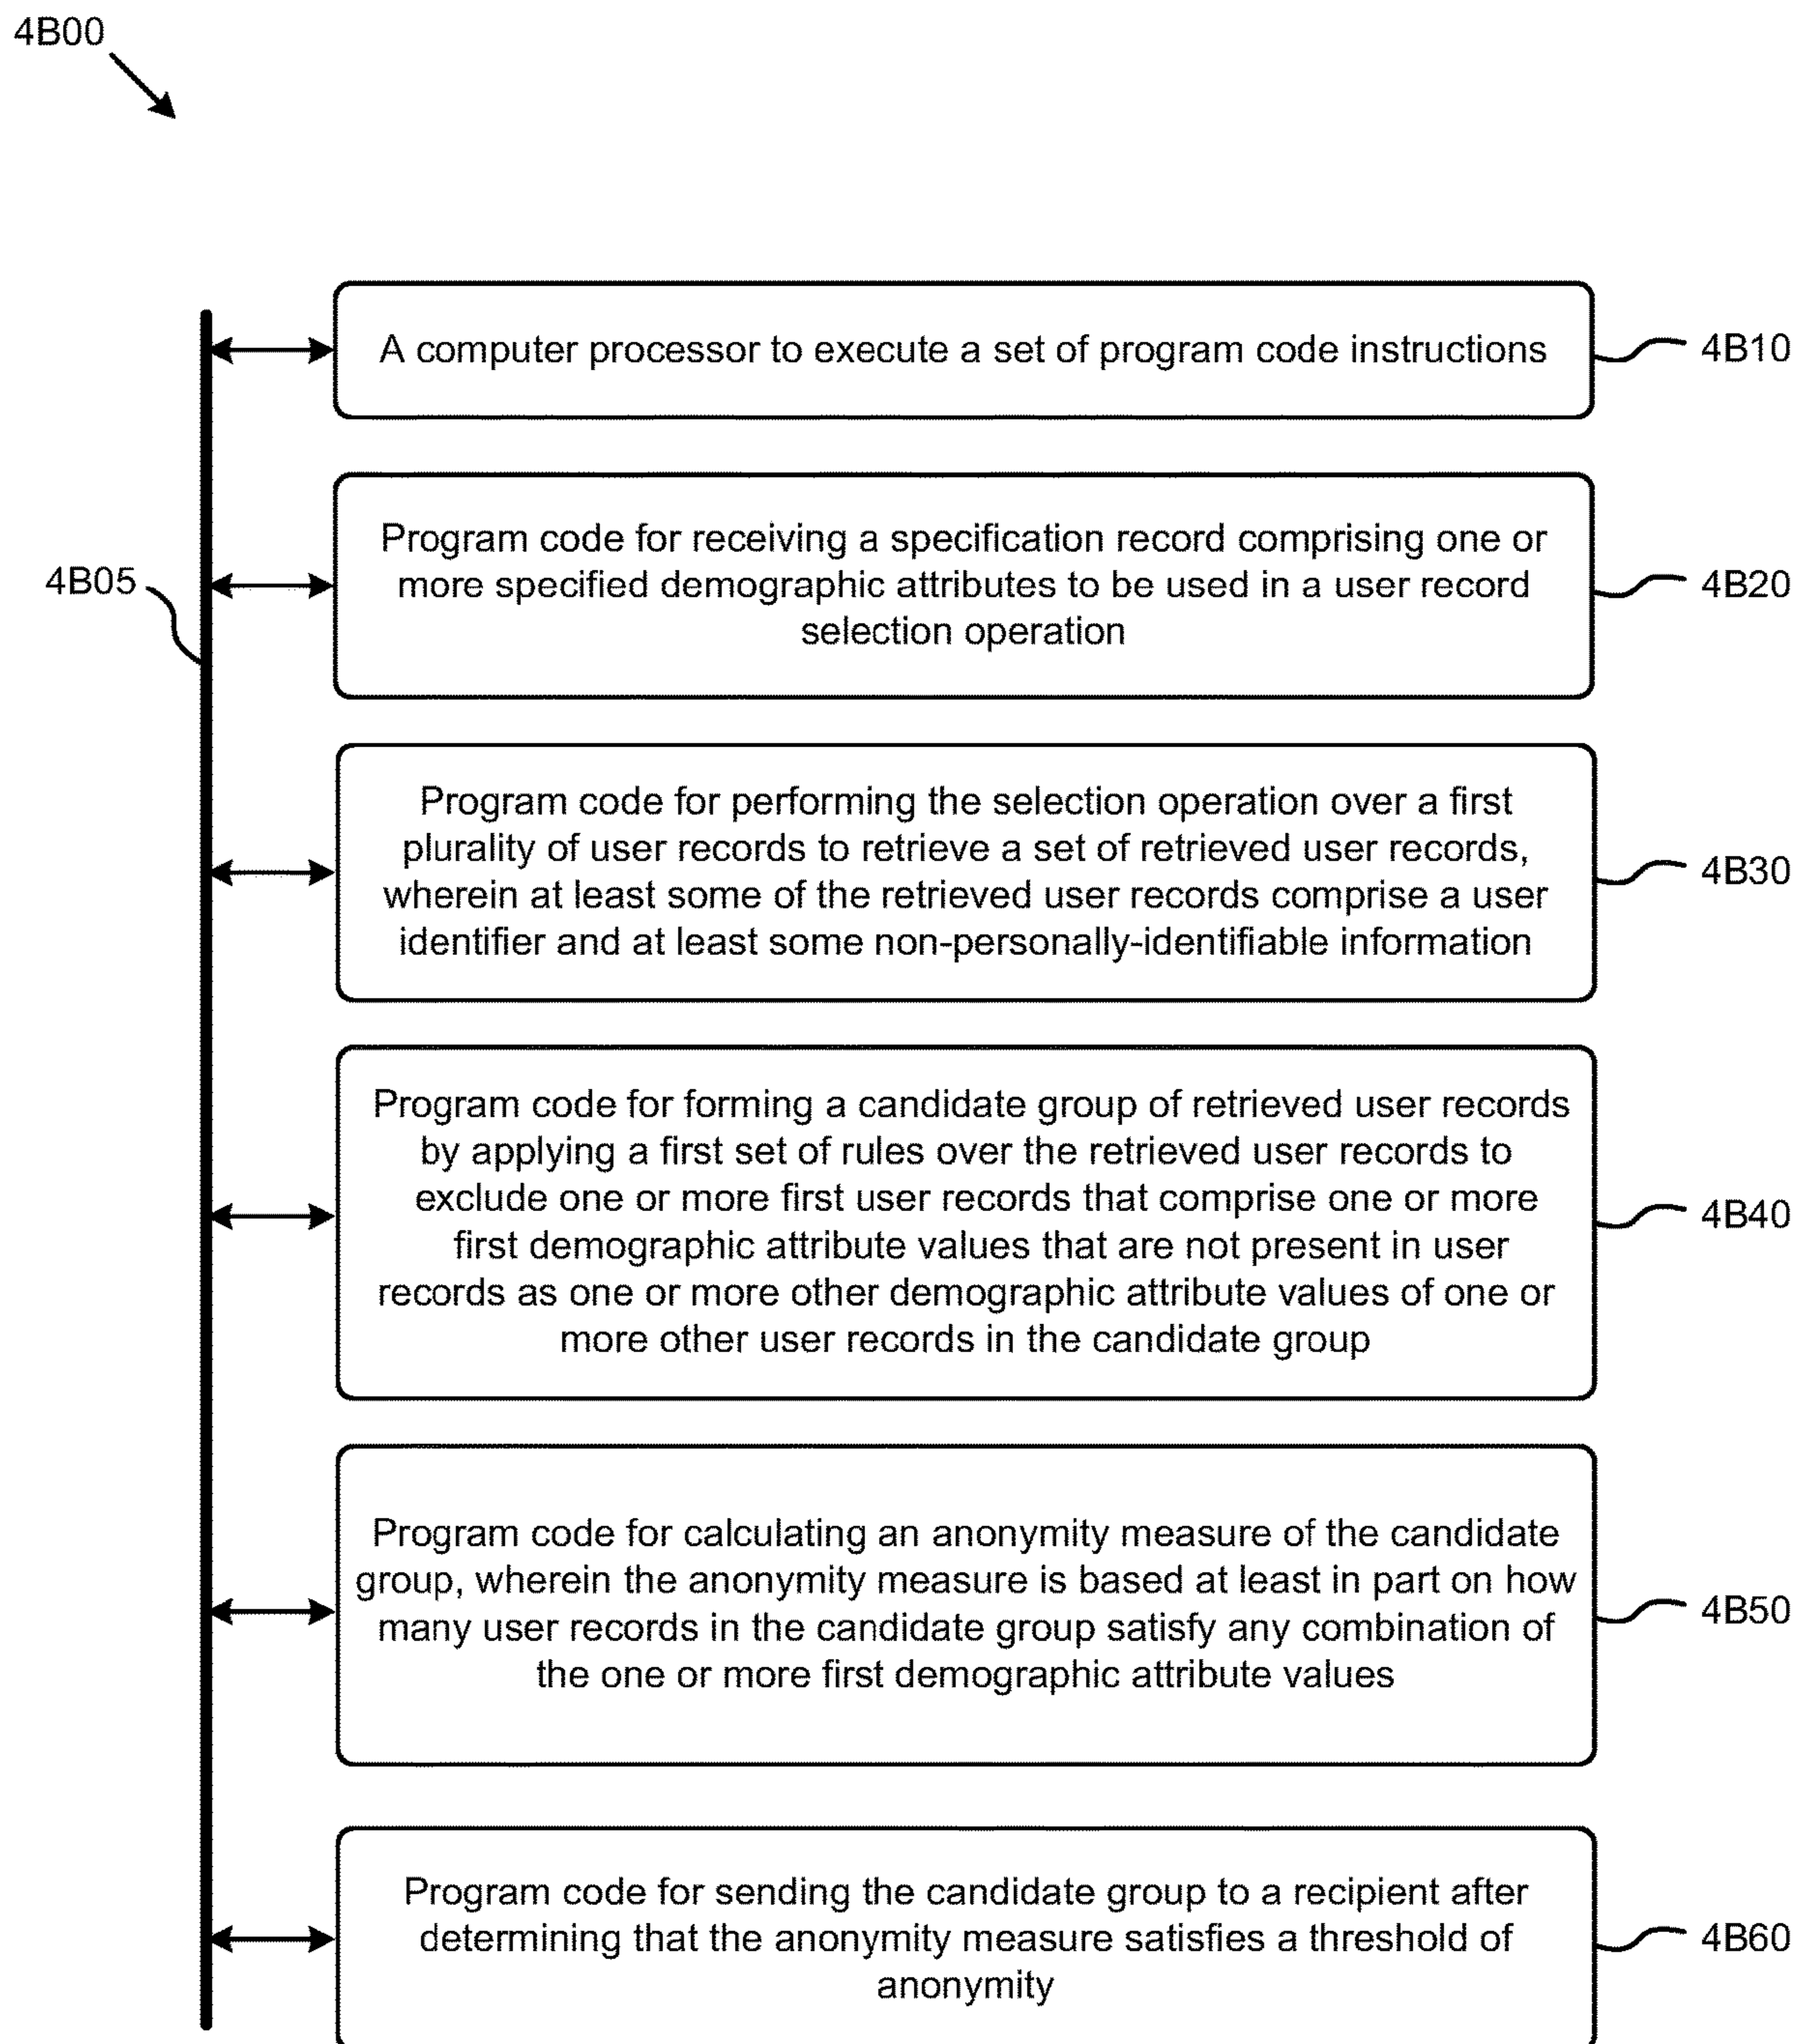 4B00
A computer processor to execute a set of program code instructions
4B10
4B05
Program code for receiving a specification record comprising one or
more specified demographic attributes to be used in a user record
selection operation
4B20
Program code for performing the selection operation over a first
plurality of user records to retrieve a set of retrieved user records,
wherein at least some of the retrieved user records comprise a user
identifier and at least some non-personally-identifiable information
4B30
Program code for forming a candidate group of retrieved user records
by applying a first set of rules over the retrieved user records to
exclude one or more first user records that comprise one or more
first demographic attribute values that are not present in user
records as one or more other demographic attribute values of one or
more other user records in the candidate group
4B40
Program code for calculating an anonymity measure of the candidate
group, wherein the anonymity measure is based at least in part on how
many user records in the candidate group satisfy any combination of
the one or more first demographic attribute values
4B50
Program code for sending the candidate group to a recipient after
determining that the anonymity measure satisfies a threshold of
anonymity
4B60